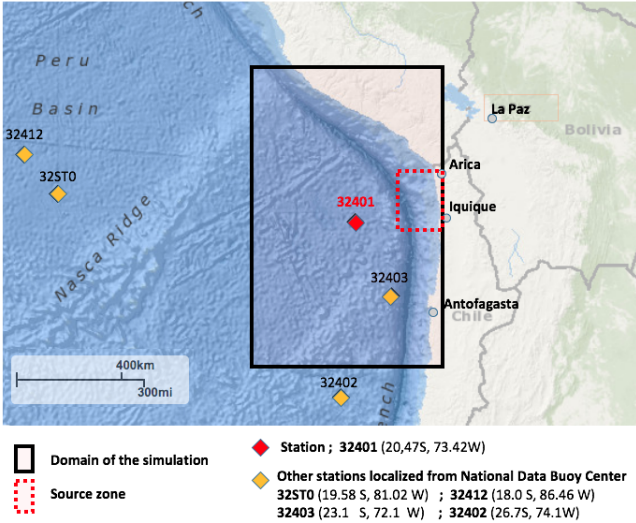 ch
Peru
Basin
La Paz
Bolivia
32412
32ST0
Arica
32401
Iquique
Nasca Ridge
32403
Antofagasta
Chile
400km
300mi
32402
ench
Domain of the simulation
Source zone
Station ; 32401 (20,47S, 73.42W)
Other stations localized from National Data Buoy Center
32ST0 (19.58 S, 81.02 W) ; 32412 (18.0 S, 86.46 W)
32403 (23.1 S, 72.1 W) ; 32402 (26.7S, 74.1W)